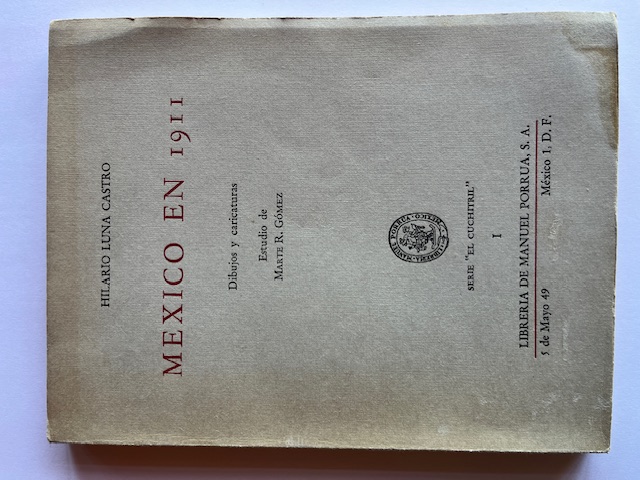 HILARIO LUNA CASTRO
MEXICO EN 1911
Dibujos y caricaturas
Estudio de
MARTE R. GÓMEZ
SERIE "EL CUCHITRIL"
I
LIBRERIA DE MANUEL PORRUA, S. A.
5 de Mayo 49 México 1, D. F.